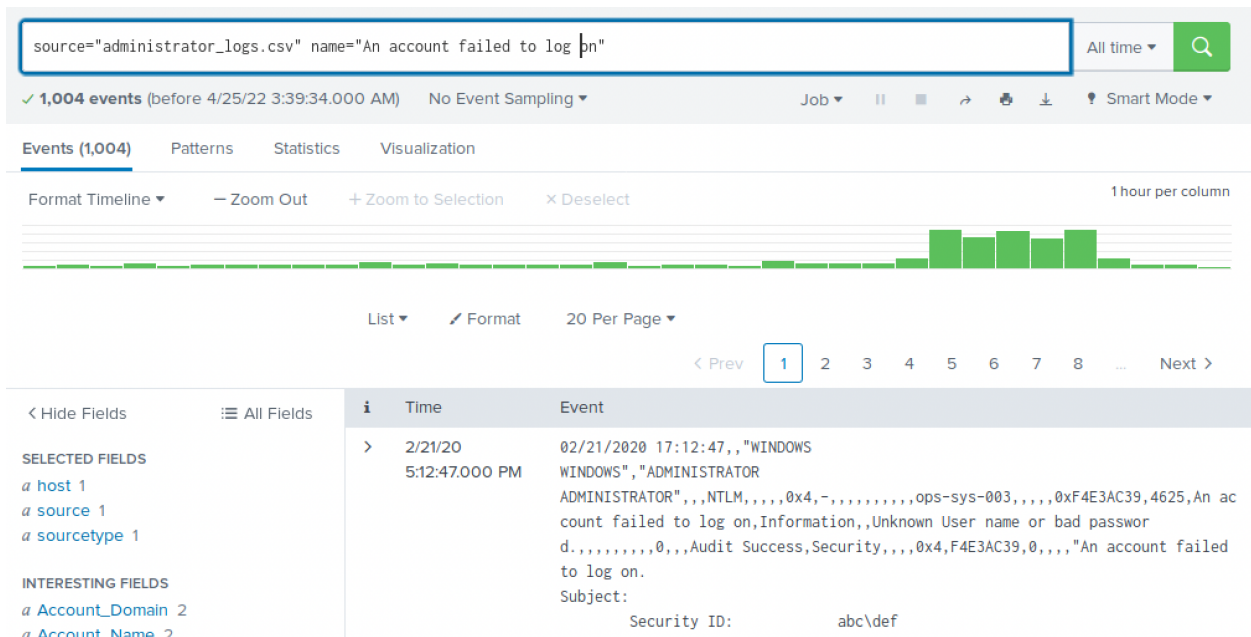 source="administrator_logs.csv" name="An account failed to log on"
All time
1,004 events (before 4/25/22 3:39:34.000 AM) No Event Sampling
Job Smart Mode
Events (1,004) Patterns Statistics Visualization
Format Timeline — Zoom Out + Zoom to Selection × Deselect
1 hour per column
List Format 20 Per Page
< Prev 1 2 3 4 5 6 7 8 ... Next >
< Hide Fields All Fields
SELECTED FIELDS
a host 1
a source 1
a sourcetype 1
INTERESTING FIELDS
a Account_Domain 2
a Account_Name 2
i Time Event
> 2/21/20
5:12:47.000 PM
02/21/2020 17:12:47,,"WINDOWS
WINDOWS","ADMINISTRATOR
ADMINISTRATOR",,,NTLM,,,,,0x4,-,,,,,,,,,,ops-sys-003,,,,,0xF4E3AC39,4625,An ac
count failed to log on,Information,,Unknown User name or bad passwor
d.,,,,,,,,,,0,,,Audit Success,Security,,,,0x4,F4E3AC39,0,,,,"An account failed
to log on.
Subject:
Security ID: abc\def